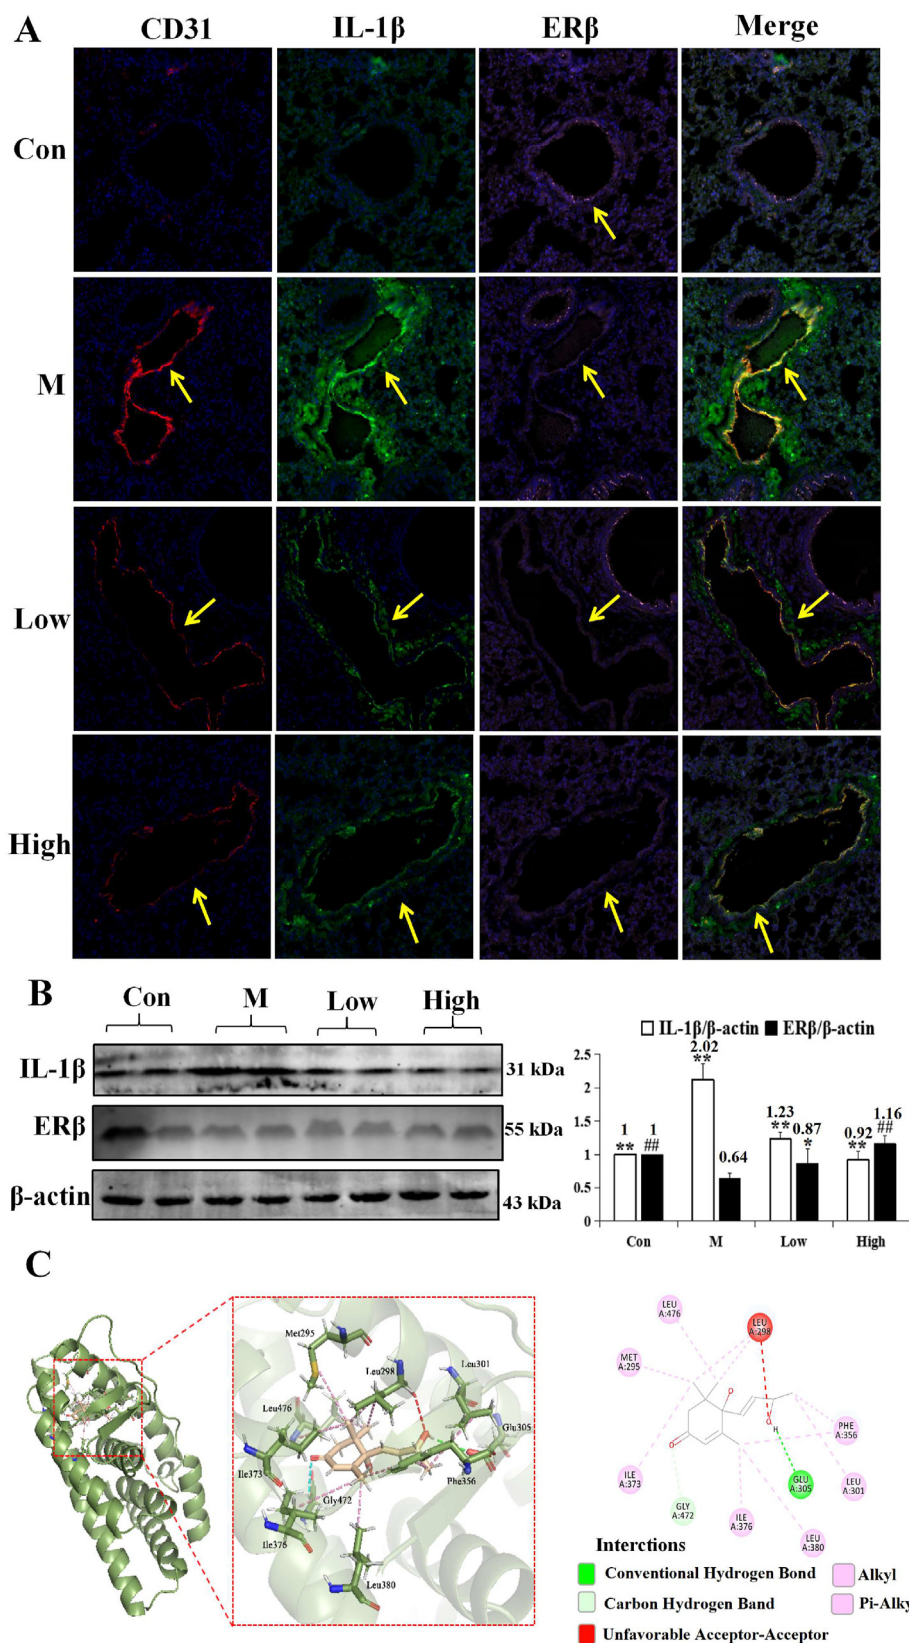 A
CD31 IL-1β ERβ Merge
Con
M
Low
High
B
Con M Low High
IL-1β 31 kDa
ERβ 55 kDa
β-actin 43 kDa
IL-1β/β-actin ERβ/β-actin
2.5
2
1.5
1
0.5
0
1 1
** ##
2.02
**
0.64
1.23
**
0.87
*
0.92
**
1.16
##
Con M Low High
C
Met295
Leu298
Leu301
Leu476
Glu305
Ile373
Phe356
Gly472
Ile376
Leu380
LEU
A:476
LEU
A:298
MET
A:295
O
H
PHE
A:356
O
ILE
A:373
GLY
A:472
ILE
A:376
GLU
A:305
LEU
A:301
LEU
A:380
Interctions
Conventional Hydrogen Bond Alkyl
Carbon Hydrogen Band Pi-Alky
Unfavorable Acceptor-Acceptor